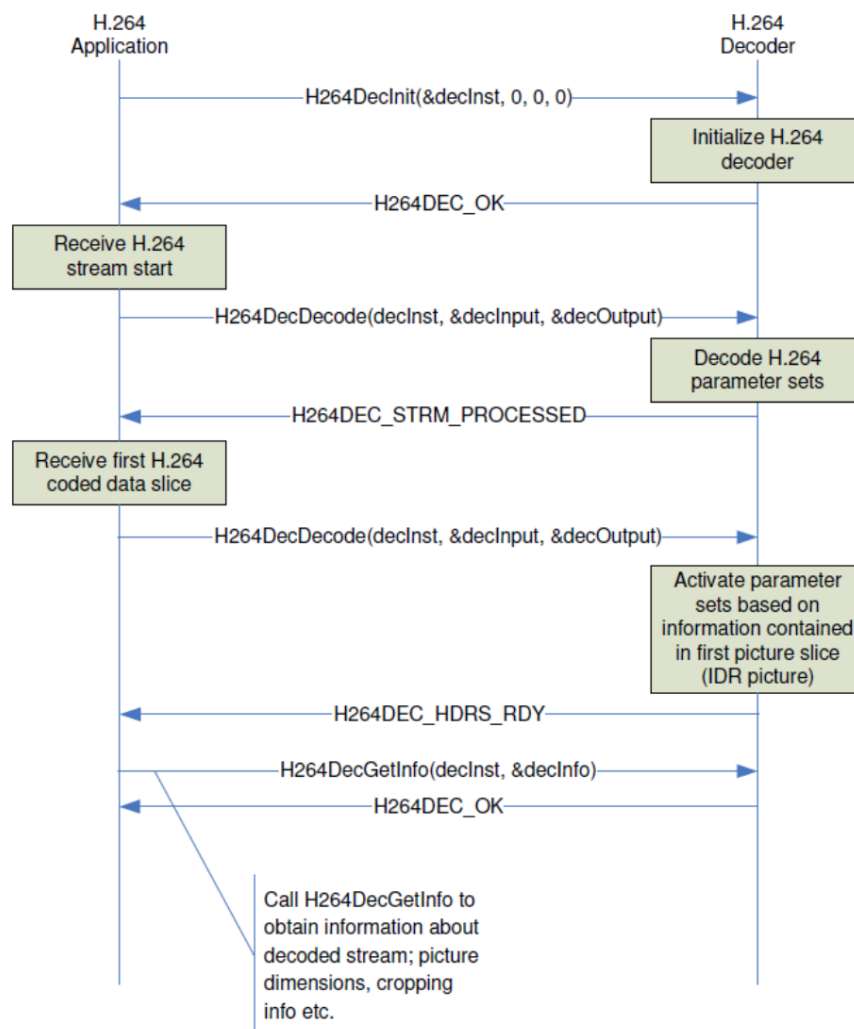 H.264
Application
H.264
Decoder
H264DecInit(&decInst, 0, 0, 0)
Initialize H.264
decoder
H264DEC_OK
Receive H.264
stream start
H264DecDecode(decInst, &decInput, &decOutput)
Decode H.264
parameter sets
H264DEC_STRM_PROCESSED
Receive first H.264
coded data slice
H264DecDecode(decInst, &decInput, &decOutput)
Activate parameter
sets based on
information contained
in first picture slice
(IDR picture)
H264DEC_HDRS_RDY
H264DecGetInfo(decInst, &decInfo)
H264DEC_OK
Call H264DecGetInfo to
obtain information about
decoded stream; picture
dimensions, cropping
info etc.